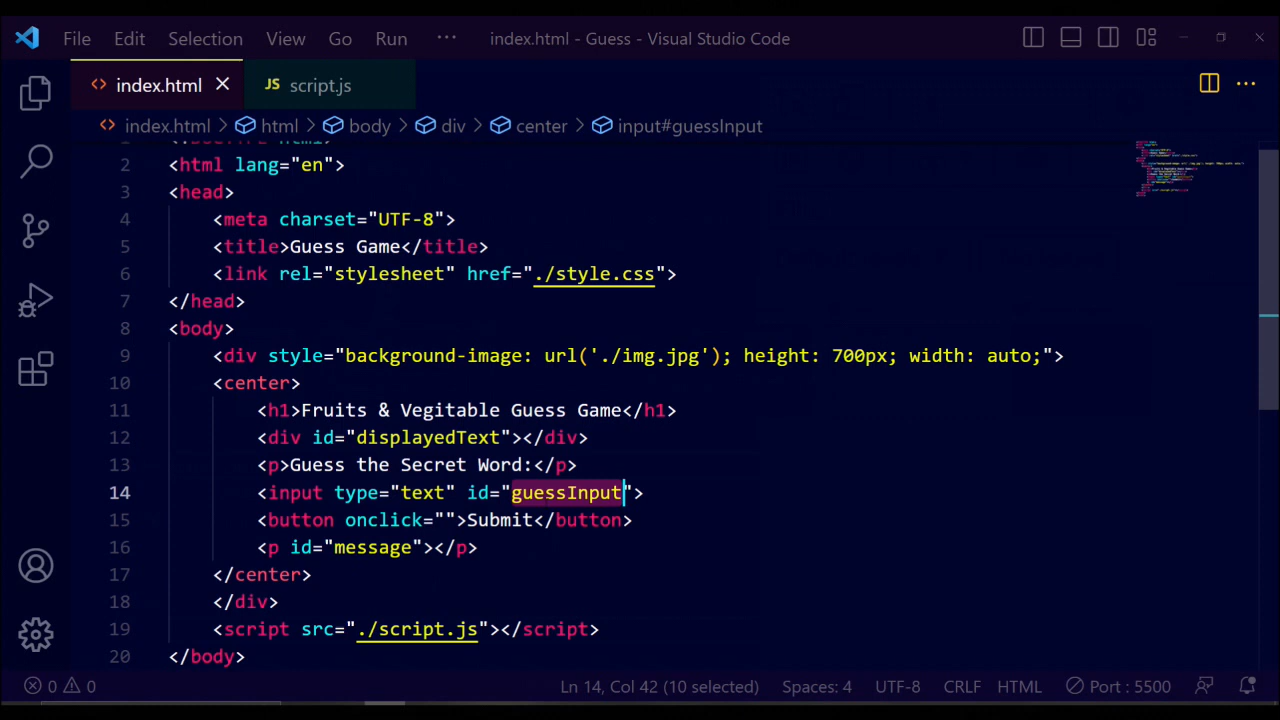 File Edit Selection View Go Run ··· index.html - Guess - Visual Studio Code
index.html JS script.js
index.html > html > body > div > center > input#guessInput
2 <html lang="en">
3 <head>
4 <meta charset="UTF-8">
5 <title>Guess Game</title>
6 <link rel="stylesheet" href="./style.css">
7 </head>
8 <body>
9 <div style="background-image: url('./img.jpg'); height: 700px; width: auto;">
10 <center>
11 <h1>Fruits & Vegitable Guess Game</h1>
12 <div id="displayedText"></div>
13 <p>Guess the Secret Word:</p>
14 <input type="text" id="guessInput">
15 <button onclick="">Submit</button>
16 <p id="message"></p>
17 </center>
18 </div>
19 <script src="./script.js"></script>
20 </body>
0 0 Ln 14, Col 42 (10 selected) Spaces: 4 UTF-8 CRLF HTML Port : 5500